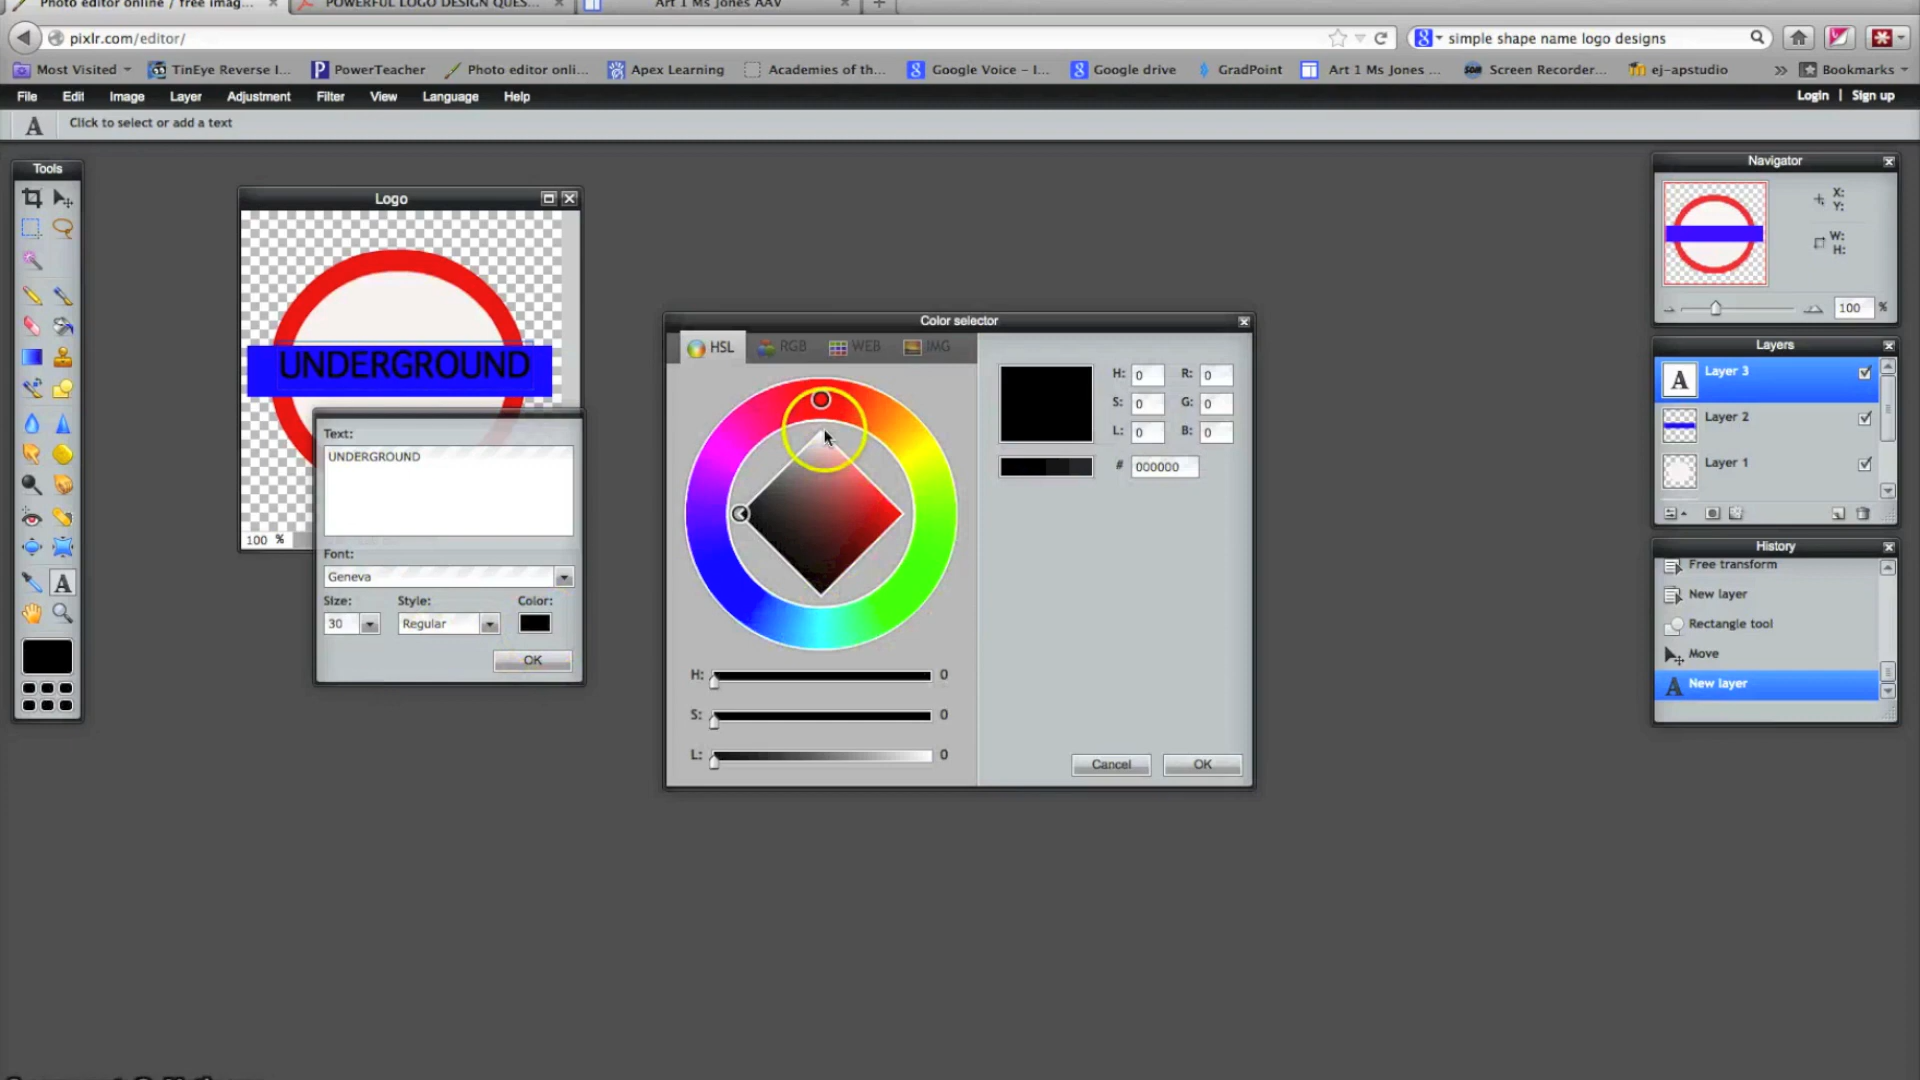 Photo editor online / free imag...
POWERFUL LOGO DESIGN QUES...
Art 1 Ms Jones AAV
pixlr.com/editor/
simple shape name logo designs
Most Visited
TinEye Reverse I...
PowerTeacher
Photo editor onli...
Apex Learning
Academies of th...
Google Voice – I...
Google drive
GradPoint
Art 1 Ms Jones ...
Screen Recorder...
ej-apstudio
Bookmarks
File Edit Image Layer Adjustment Filter View Language Help
Login | Sign up
A Click to select or add a text
Tools
Logo
UNDERGROUND
100 %
Text:
UNDERGROUND
Font:
Geneva
Size: Style: Color:
30 Regular
OK
Color selector
HSL RGB WEB IMG
H: 0 R: 0
S: 0 G: 0
L: 0 B: 0
# 000000
H: 0
S: 0
L: 0
Cancel OK
Navigator
X:
Y:
W:
H:
100 %
Layers
A Layer 3
Layer 2
Layer 1
History
Free transform
New layer
Rectangle tool
Move
A New layer